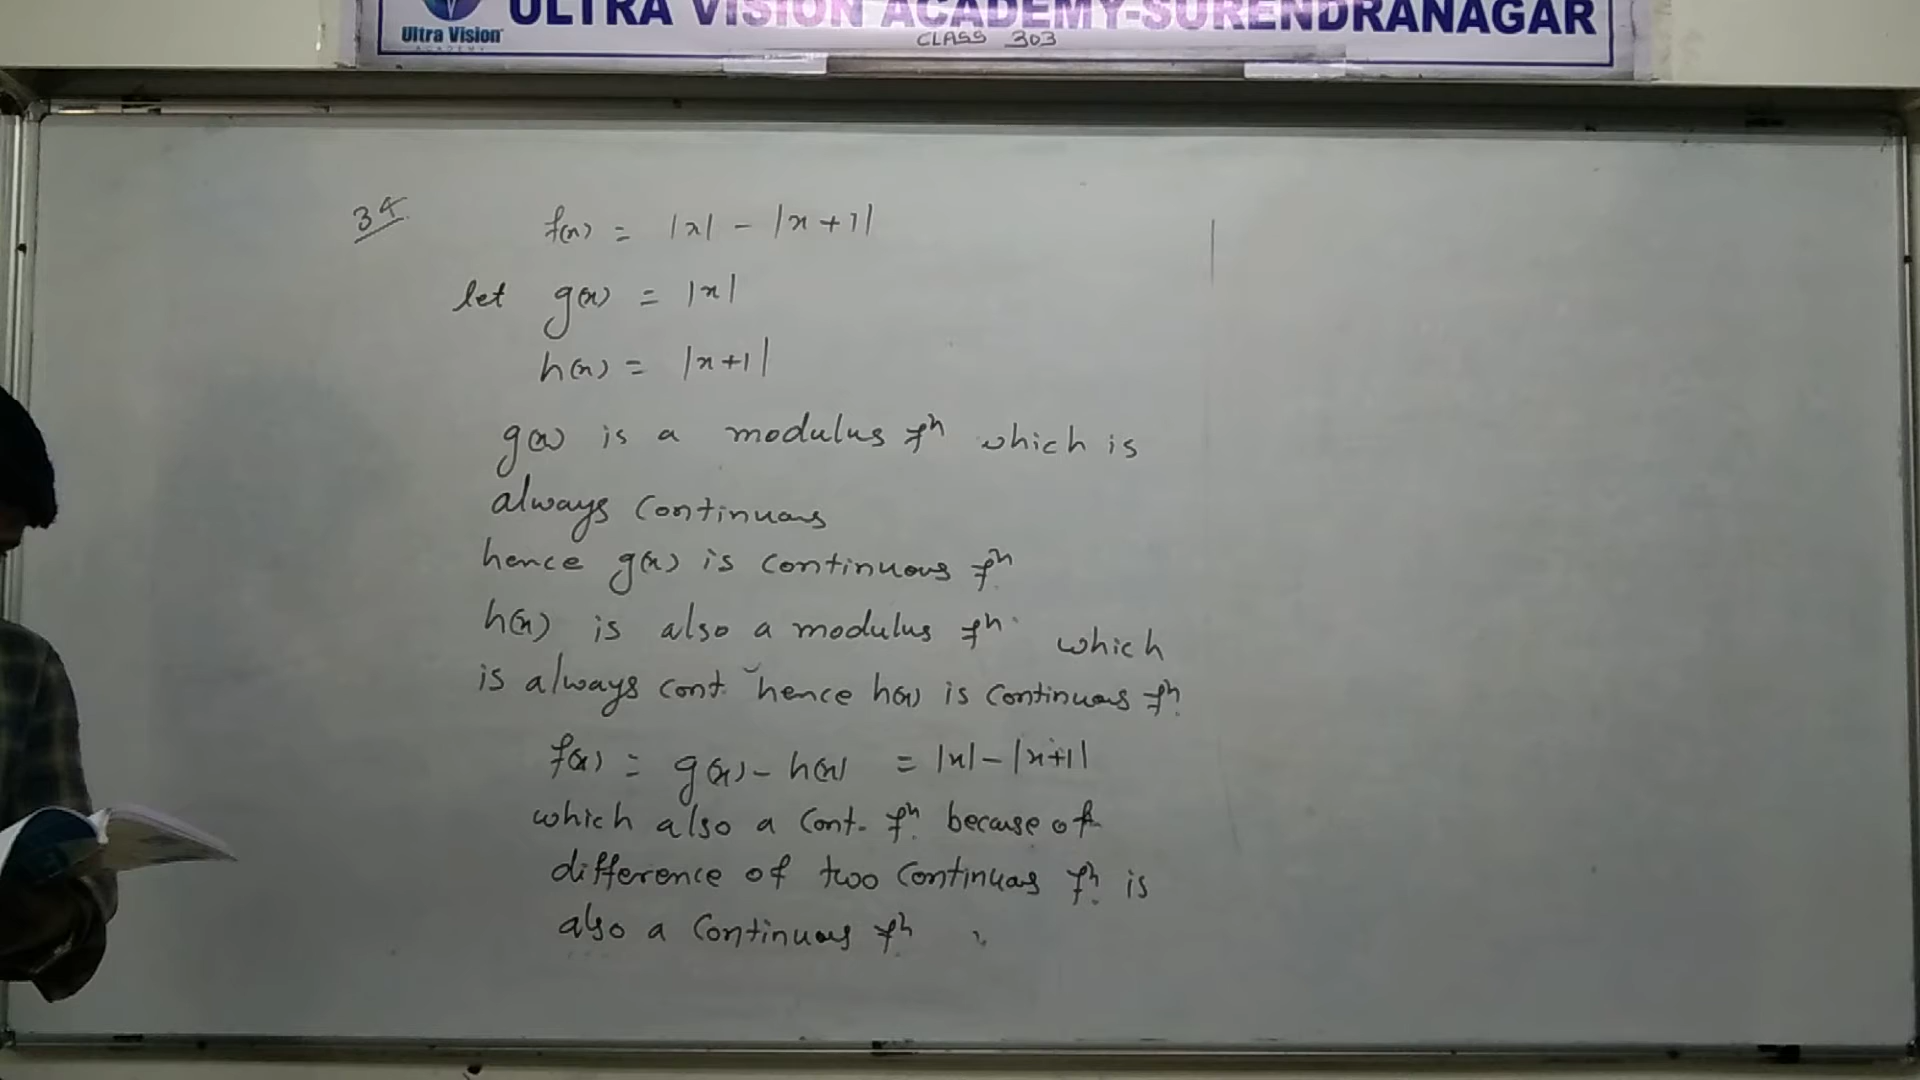 ULTRA VISION ACADEMY-SURENDRANAGAR
Ultra Vision
ACADEMY
CLASS 303
34. f(x) = |x| - |x+1|
let g(x) = |x|
h(x) = |x+1|
g(x) is a modulus fⁿ which is
always continuous
hence g(x) is continuous fⁿ
h(x) is also a modulus fⁿ. which
is always cont. hence h(x) is continuous fⁿ.
f(x) = g(x) - h(x) = |x| - |x+1|
which also a cont. fⁿ. because of
difference of two continuous fⁿ. is
also a continuous fⁿ